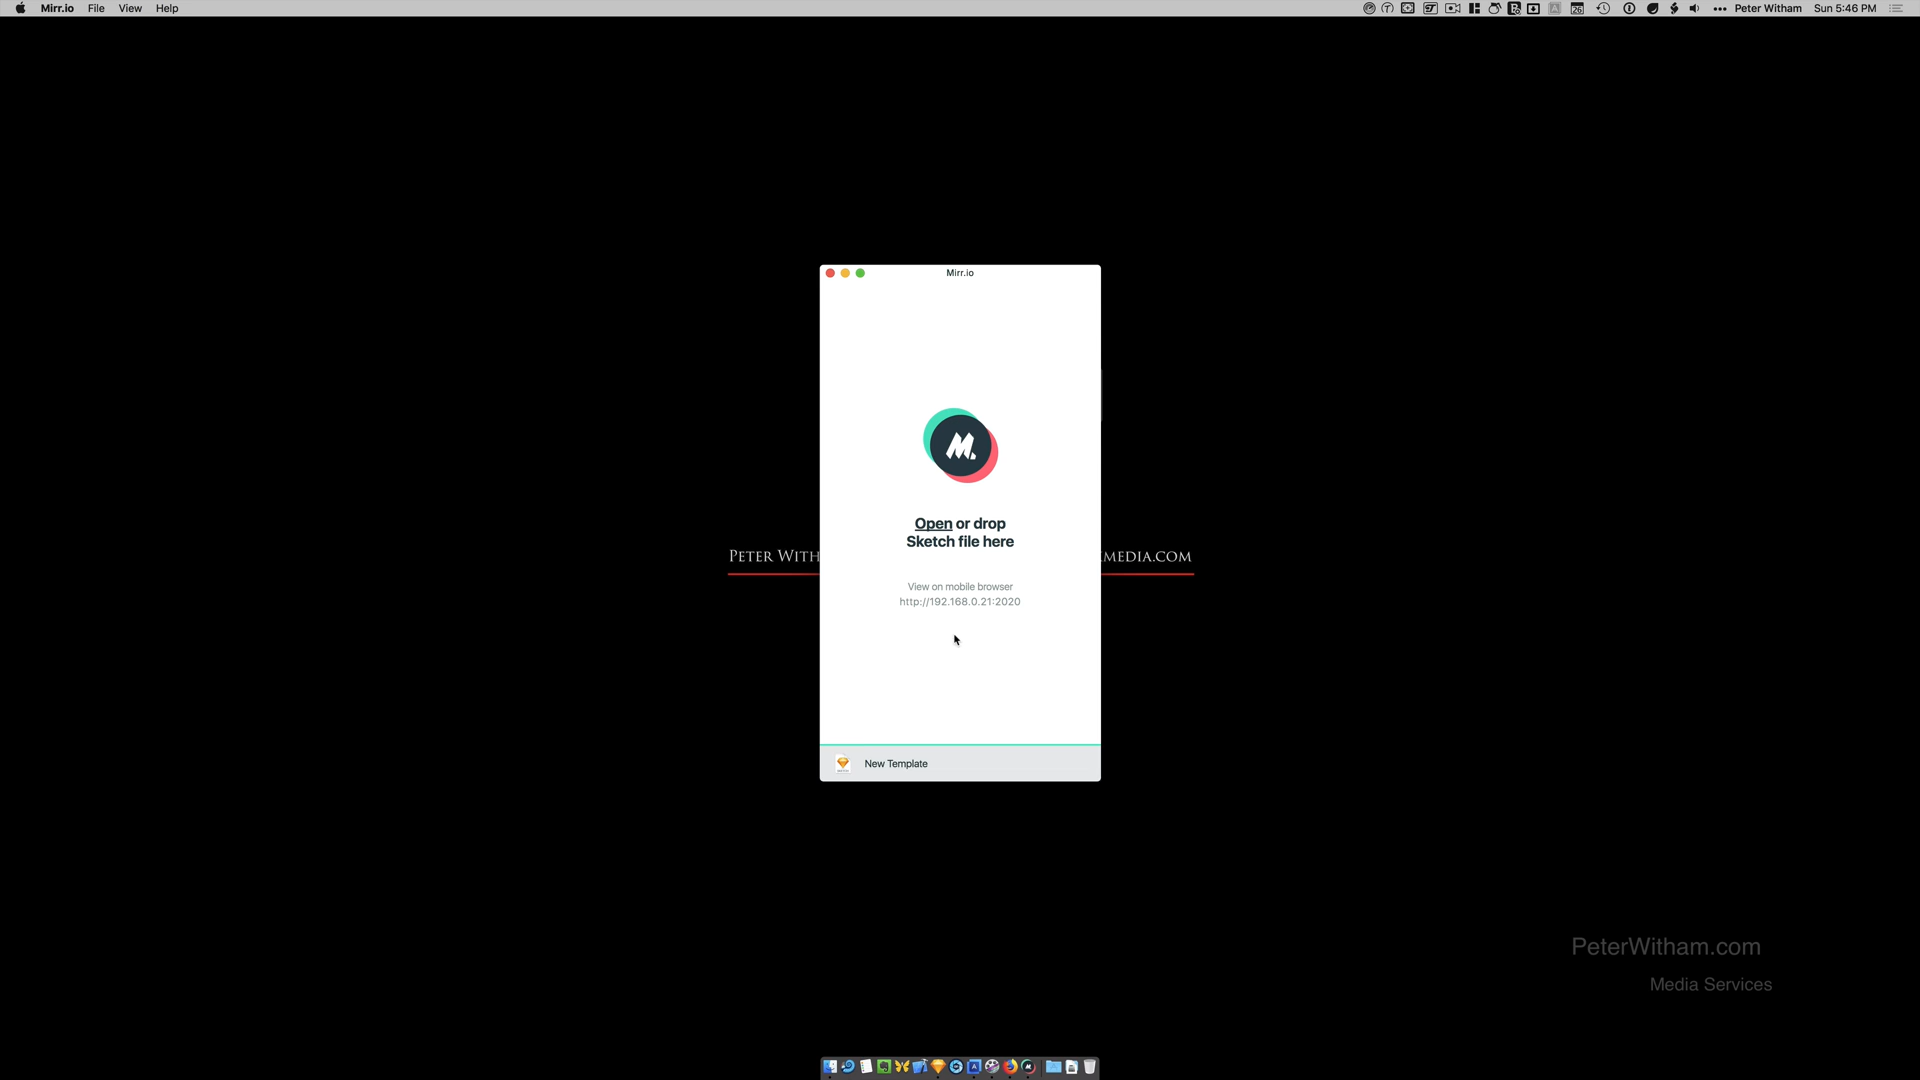 Mirr.io File View Help
26 Peter Witham Sun 5:46 PM
Mirr.io
M.
Open or drop
Sketch file here
PETER WITH
MEDIA.COM
View on mobile browser
http://192.168.0.21:2020
New Template
PeterWitham.com
Media Services